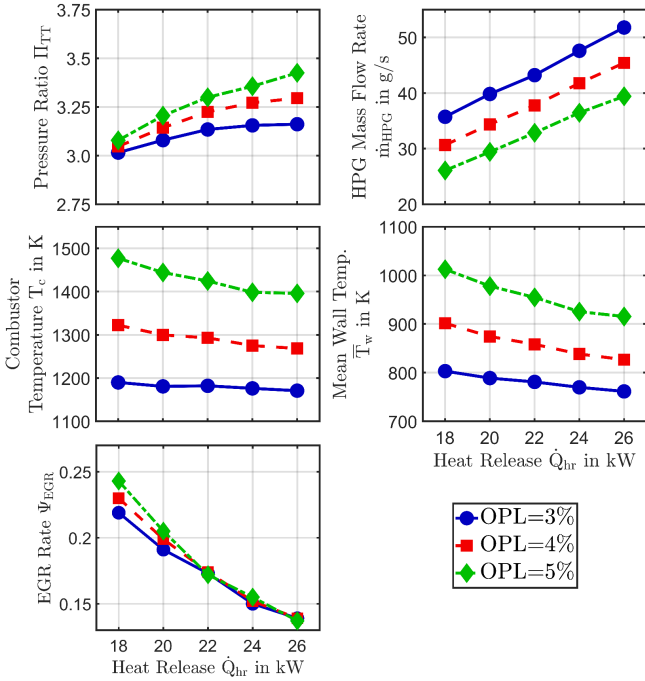 Pressure Ratio Π_TT
3.75
3.5
3.25
3.0
2.75
HPG Mass Flow Rate
ṁ_HPG in g/s
50
40
30
20
Combustor
Temperature T_c in K
1500
1400
1300
1200
1100
Mean Wall Temp.
T̅_w in K
1100
1000
900
800
700
18 20 22 24 26
Heat Release Q̇_hr in kW
EGR Rate Ψ_EGR
0.25
0.2
0.15
18 20 22 24 26
Heat Release Q̇_hr in kW
OPL=3%
OPL=4%
OPL=5%